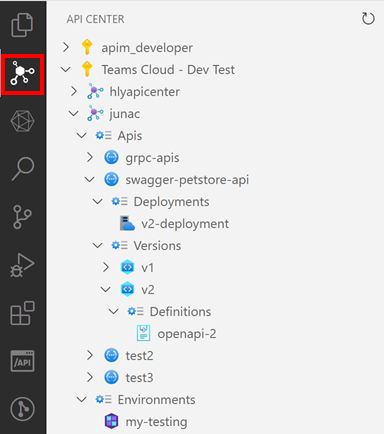 API CENTER
apim_developer
Teams Cloud - Dev Test
hlyapicenter
junac
Apis
grpc-apis
swagger-petstore-api
Deployments
v2-deployment
Versions
v1
v2
Definitions
openapi-2
test2
/API
test3
Environments
my-testing